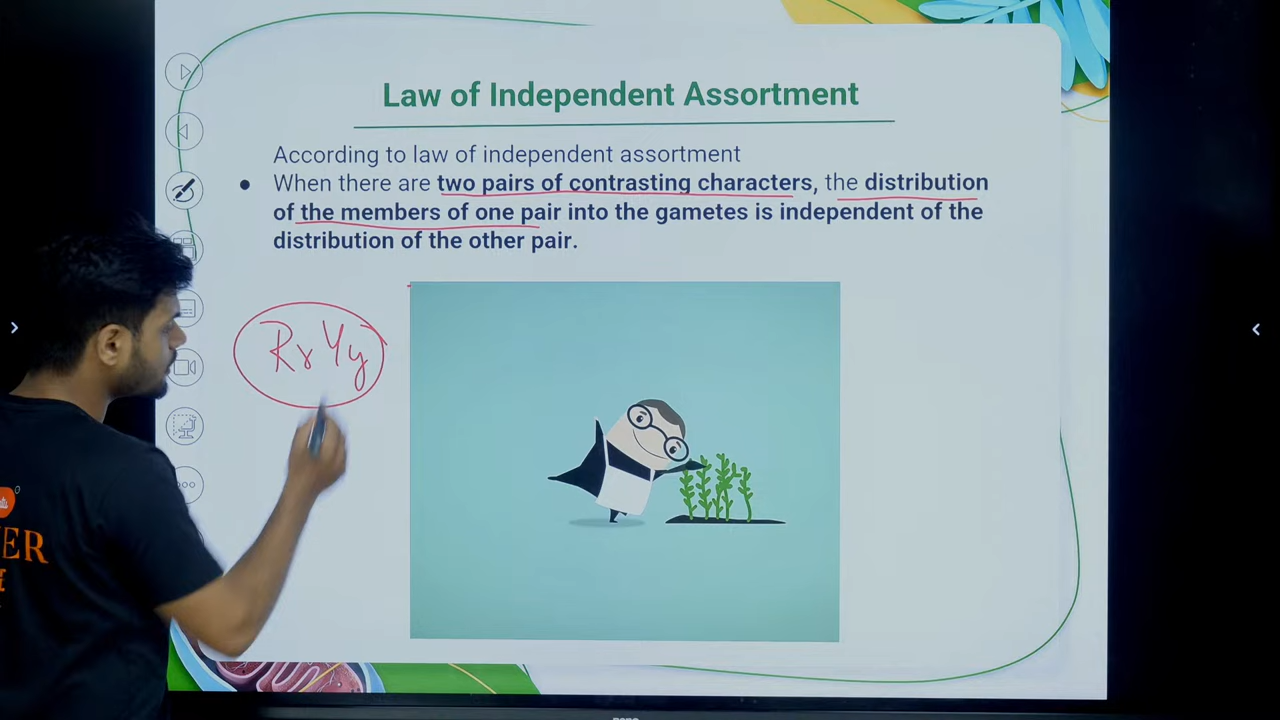 Law of Independent Assortment
According to law of independent assortment
● When there are two pairs of contrasting characters, the distribution
of the members of one pair into the gametes is independent of the
distribution of the other pair.
RrYy
ER